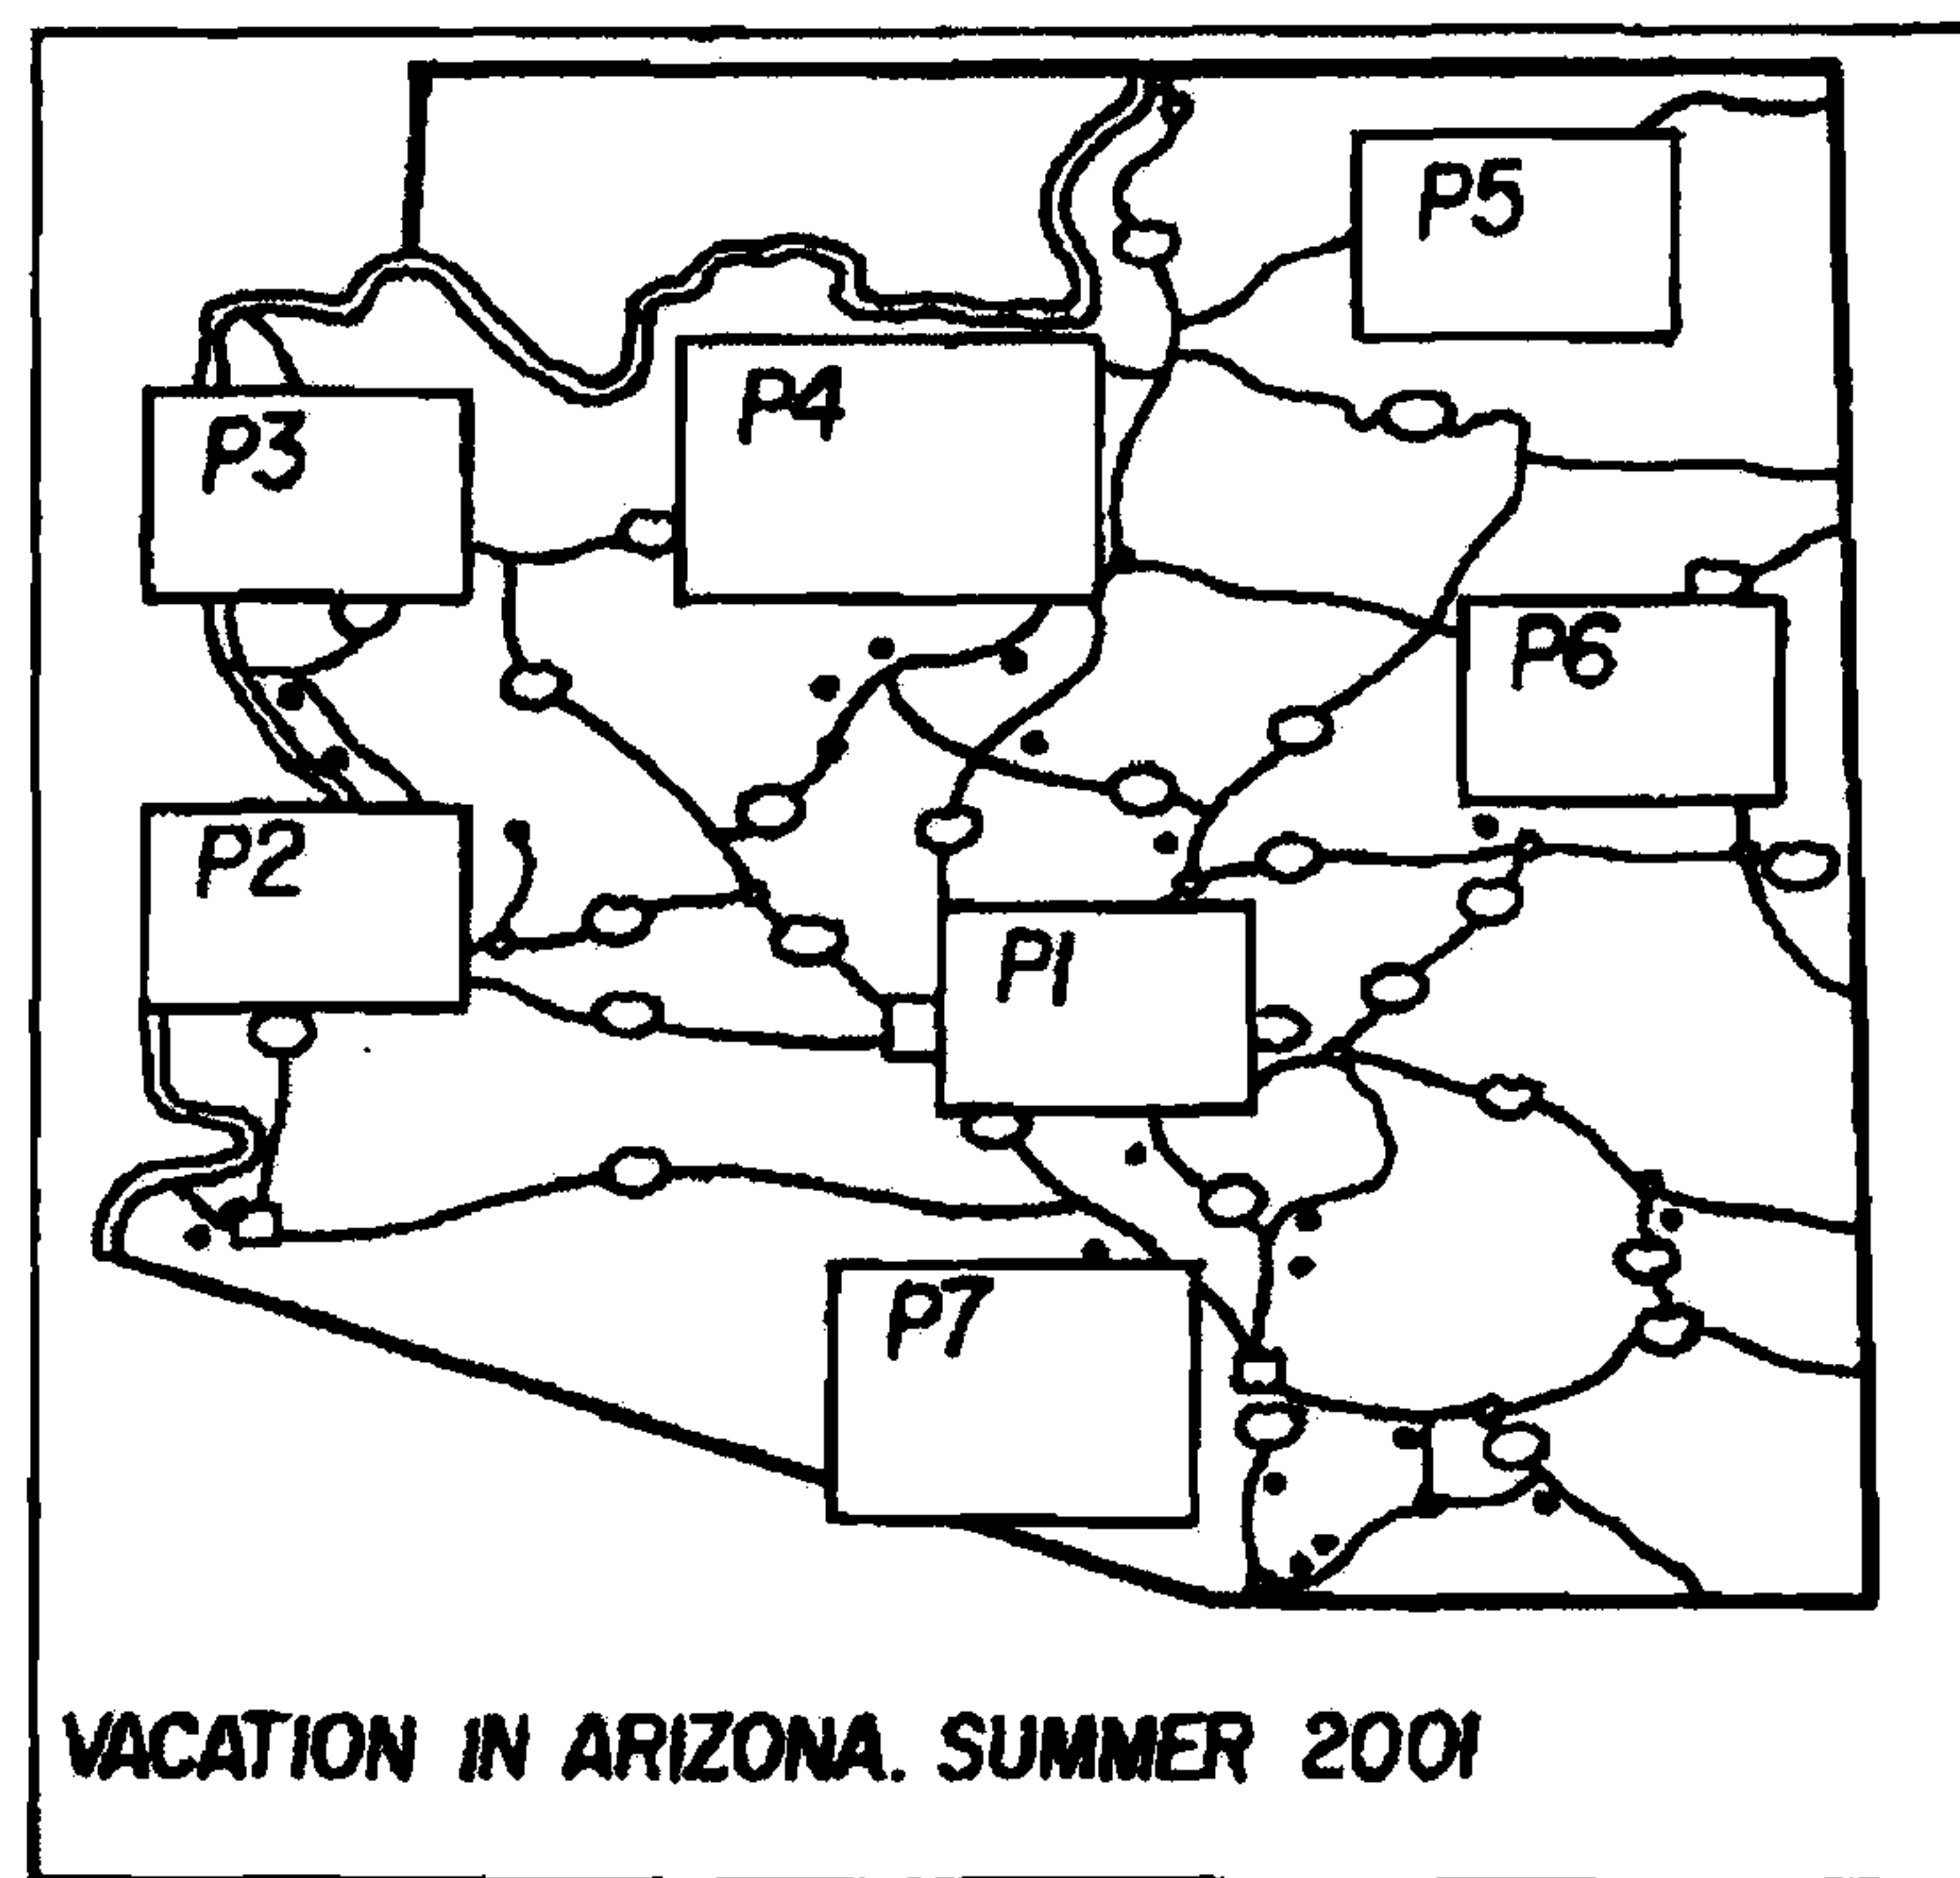 P5
P4
P3
P6
P2
P1
P7
VACATION IN ARIZONA. SUMMER 2001